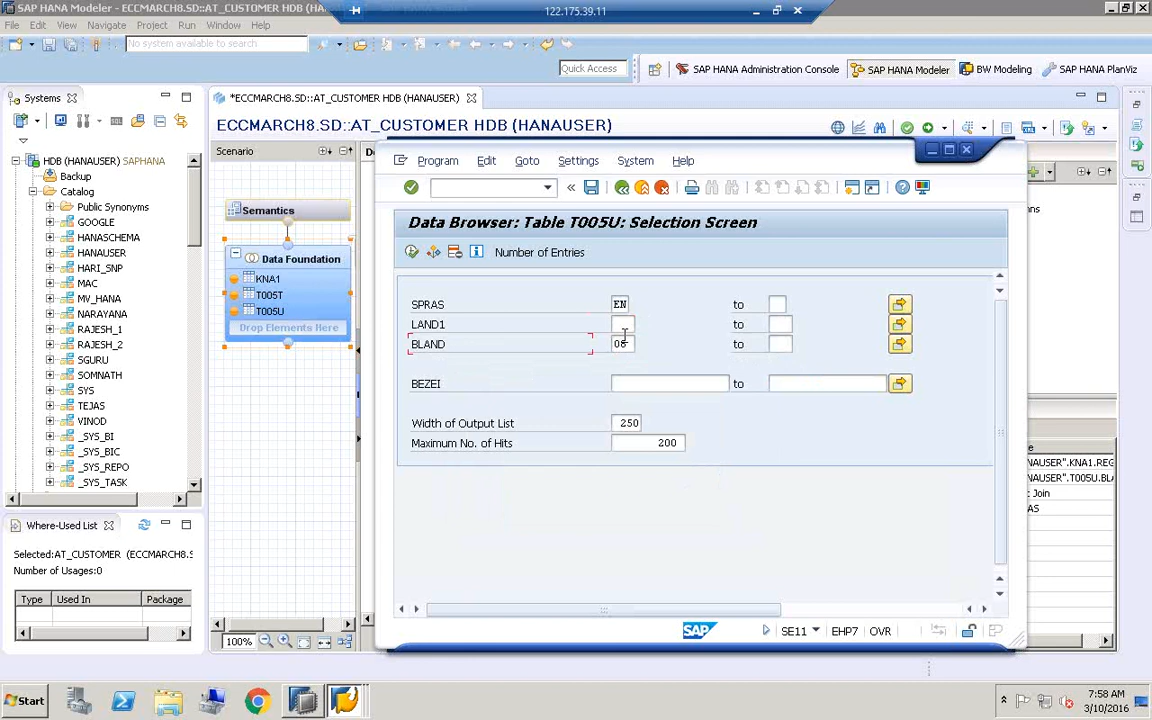 SAP HANA Modeler - ECCMARCH8.SD::AT_CUSTOMER HDB (HANAUSER)
122.175.39.11
File Edit View Navigate Project Run Window Help
No system available to search
Quick Access
SAP HANA Administration Console
SAP HANA Modeler
BW Modeling
SAP HANA PlanViz
Systems
*ECCMARCH8.SD::AT_CUSTOMER HDB (HANAUSER)
ECCMARCH8.SD::AT_CUSTOMER HDB (HANAUSER)
Scenario
HDB (HANAUSER) SAPHANA
Backup
Catalog
Public Synonyms
GOOGLE
HANASCHEMA
HANAUSER
HARI_SNP
MAC
MV_HANA
NARAYANA
RAJESH_1
RAJESH_2
SGURU
SOMNATH
SYS
TEJAS
VINOD
_SYS_BI
_SYS_BIC
_SYS_REPO
_SYS_TASK
Semantics
Data Foundation
KNA1
T005T
T005U
Drop Elements Here
100%
Program Edit Goto Settings System Help
Data Browser: Table T005U: Selection Screen
Number of Entries
SPRAS EN to
LAND1 to
BLAND 08 to
BEZEI to
Width of Output List 250
Maximum No. of Hits 200
SAP
SE11 EHP7 OVR
AUSER".KNA1.REG
AUSER".T005U.BLA
Join
AS
Where-Used List
Selected:AT_CUSTOMER (ECCMARCH8.S
Number of Usages:0
Type Used In Package
Start
7:58 AM
3/10/2016